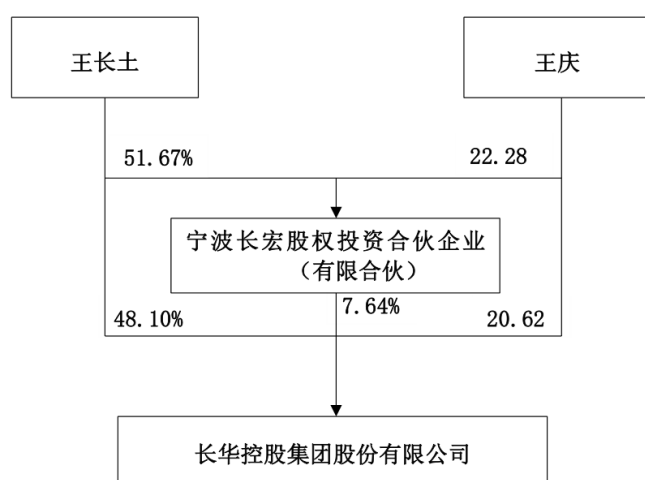 王长土
王庆
51.67%
22.28
宁波长宏股权投资合伙企业
（有限合伙）
7.64%
48.10%
20.62
长华控股集团股份有限公司